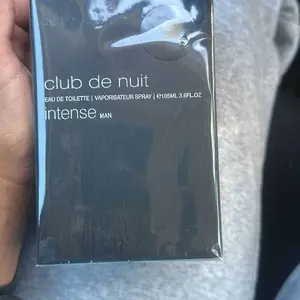 club de nuit
EAU DE TOILETTE | VAPORISATEUR SPRAY | ℮105ML 3.6FL.OZ
intense MAN